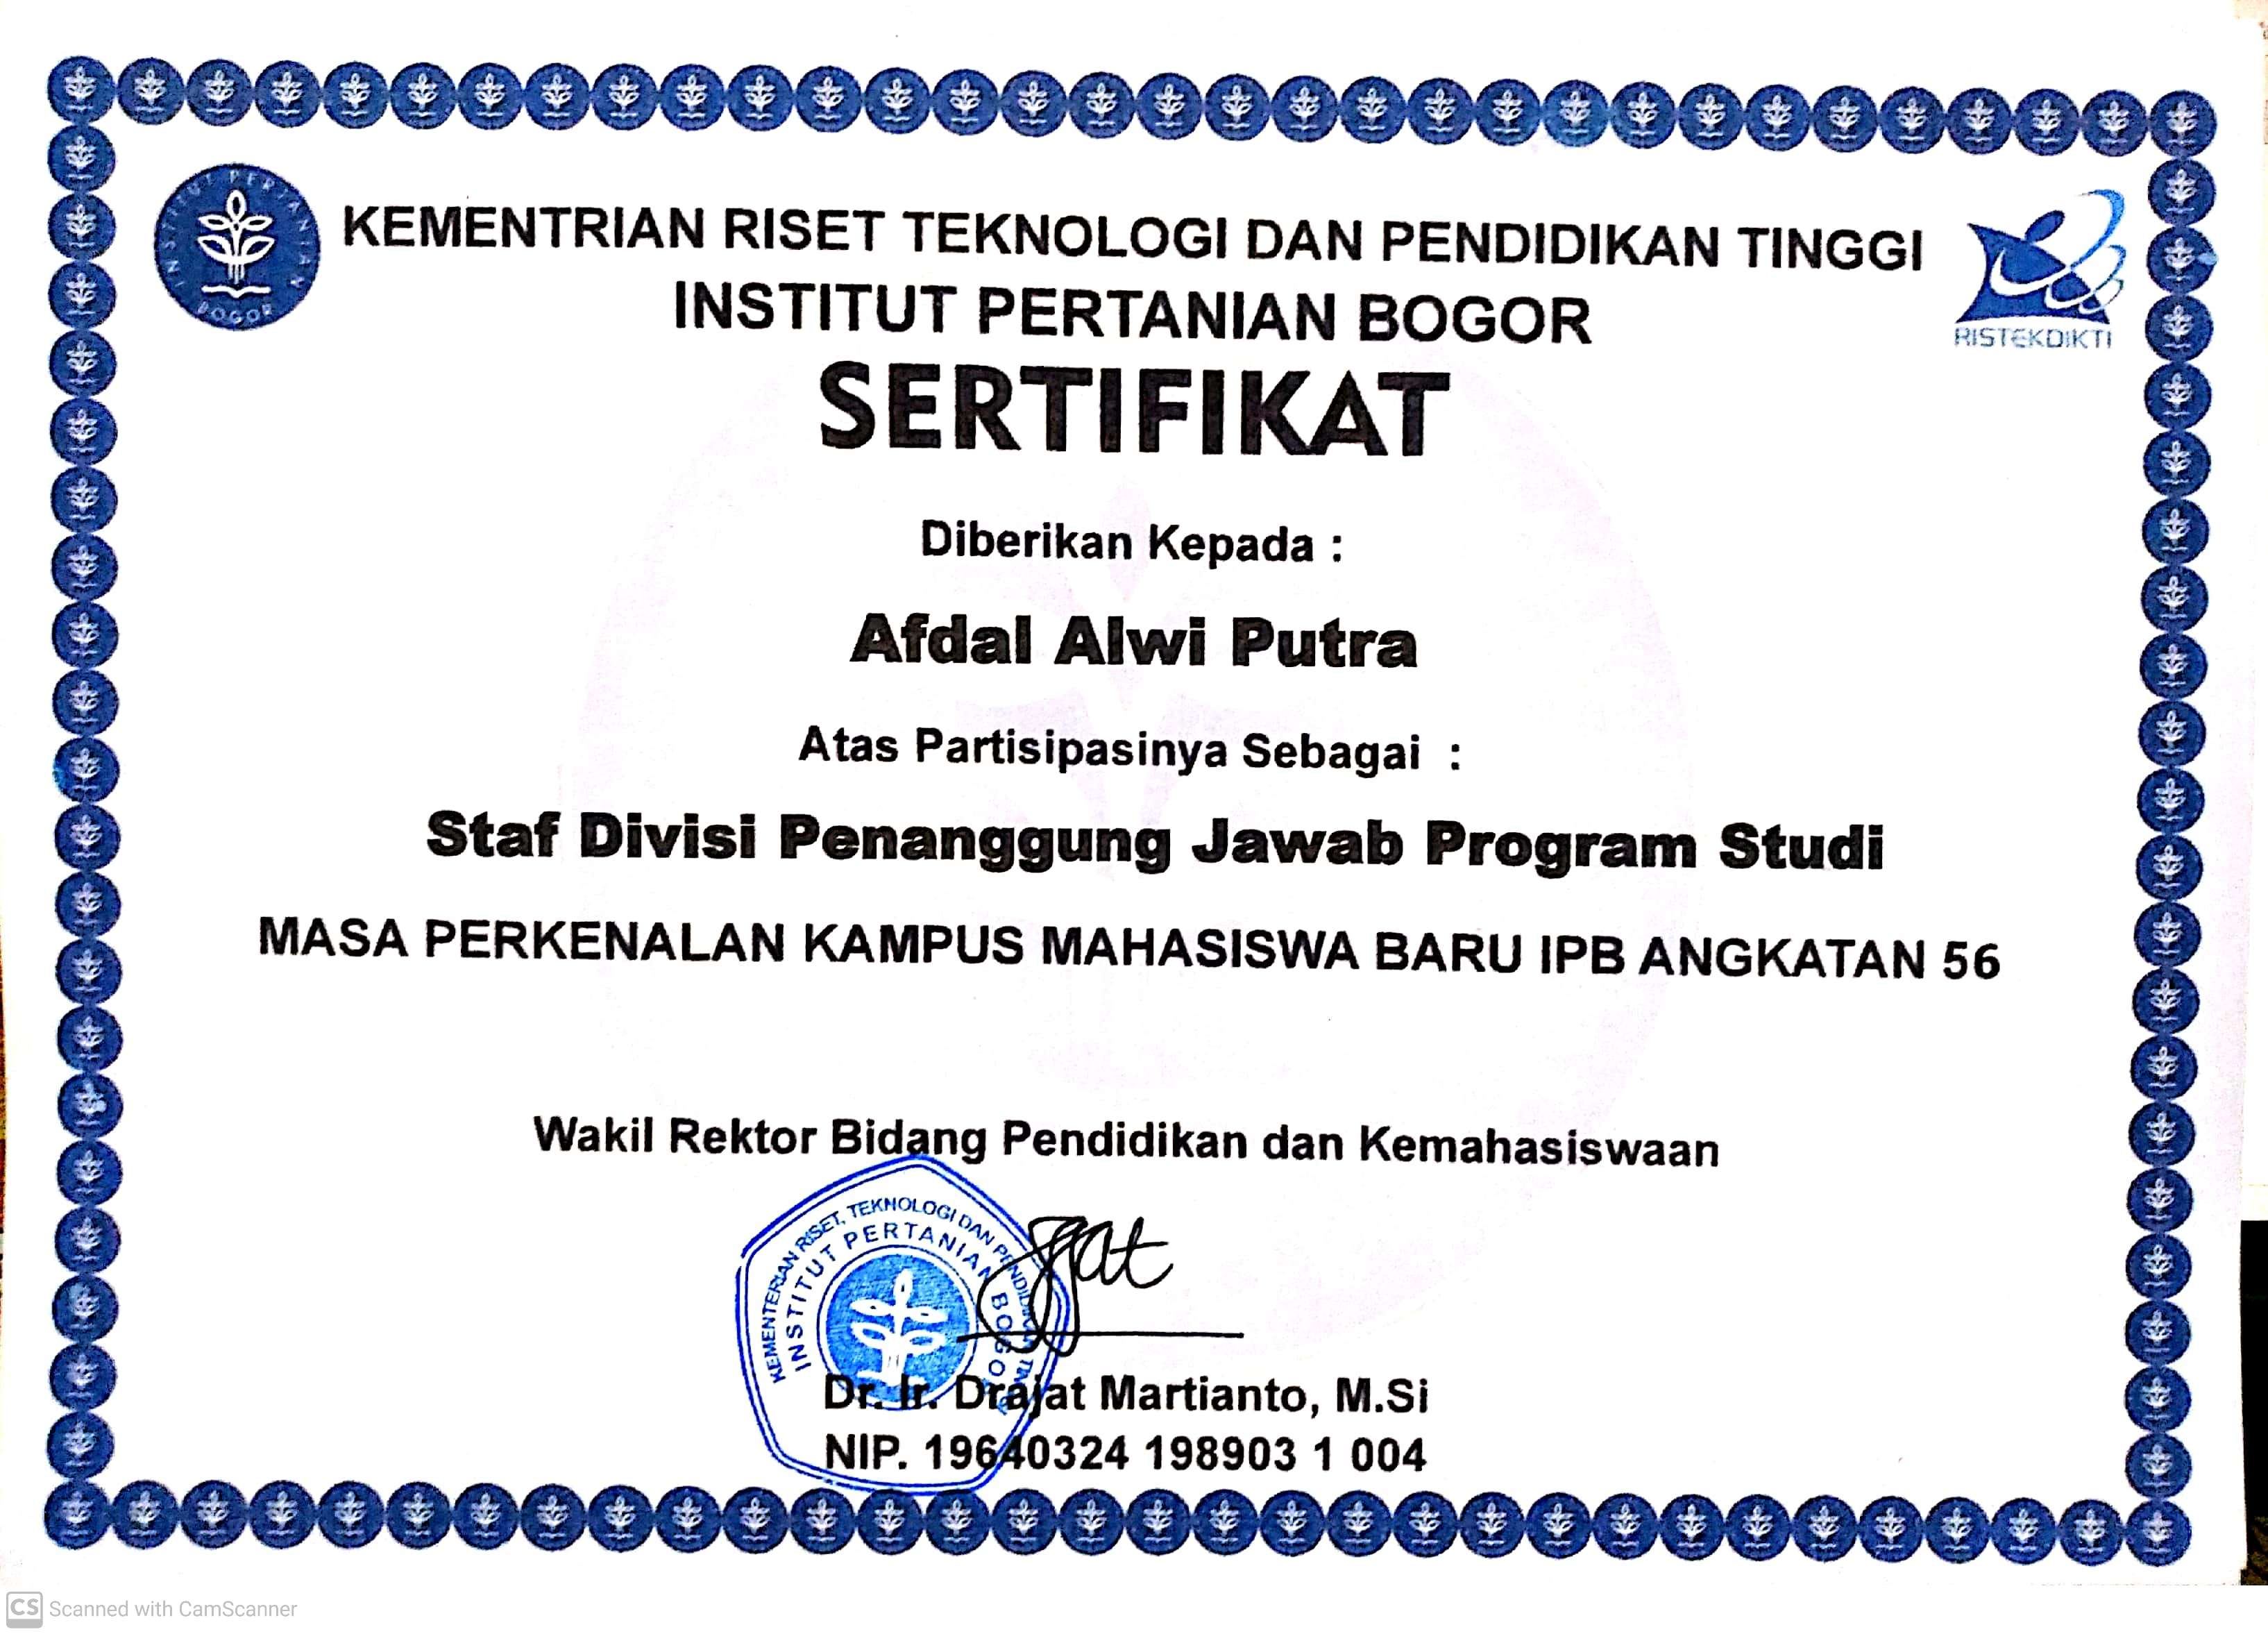 INSTITUT PERTANIAN BOGOR
KEMENTRIAN RISET TEKNOLOGI DAN PENDIDIKAN TINGGI
INSTITUT PERTANIAN BOGOR
RISTEKDIKTI
SERTIFIKAT
Diberikan Kepada :
Afdal Alwi Putra
Atas Partisipasinya Sebagai :
Staf Divisi Penanggung Jawab Program Studi
MASA PERKENALAN KAMPUS MAHASISWA BARU IPB ANGKATAN 56
Wakil Rektor Bidang Pendidikan dan Kemahasiswaan
KEMENTERIAN RISET, TEKNOLOGI DAN PENDIDIKAN
INSTITUT PERTANIAN BOGOR
Dr. Ir. Drajat Martianto, M.Si
NIP. 19640324 198903 1 004
CS Scanned with CamScanner